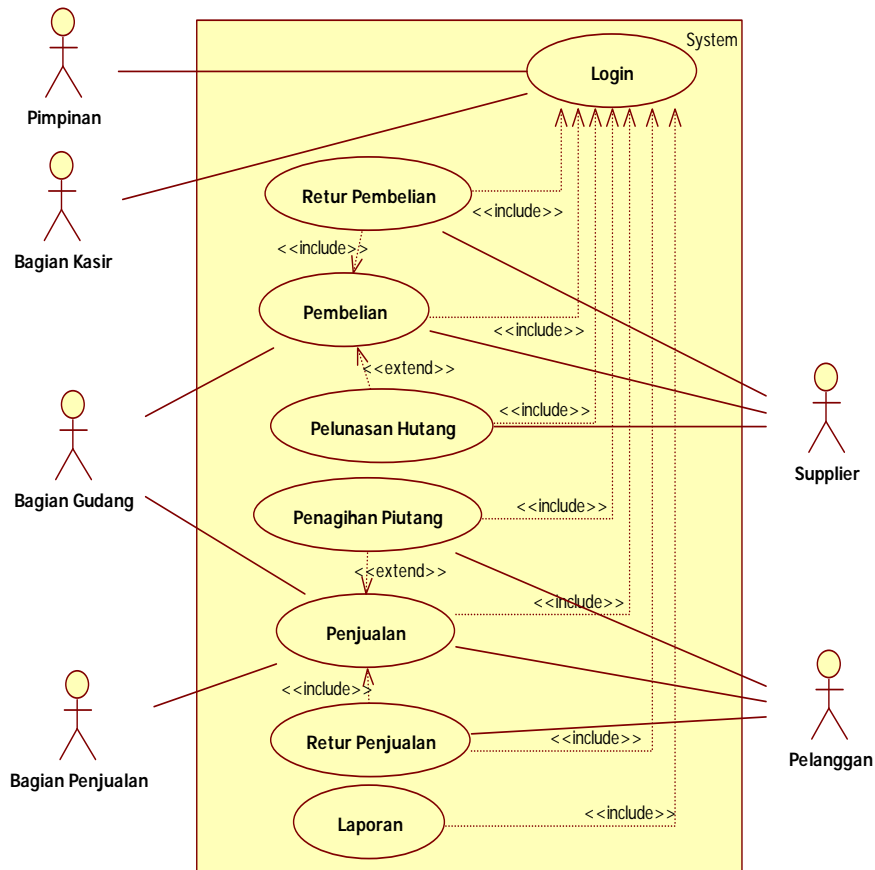 System
Login
Pimpinan
Retur Pembelian
<<include>>
Bagian Kasir
<<include>>
Pembelian
<<include>>
<<extend>>
<<include>>
Pelunasan Hutang
Supplier
Bagian Gudang
<<include>>
Penagihan Piutang
<<extend>>
<<include>>
Penjualan
<<include>>
Retur Penjualan
<<include>>
Pelanggan
Bagian Penjualan
<<include>>
Laporan